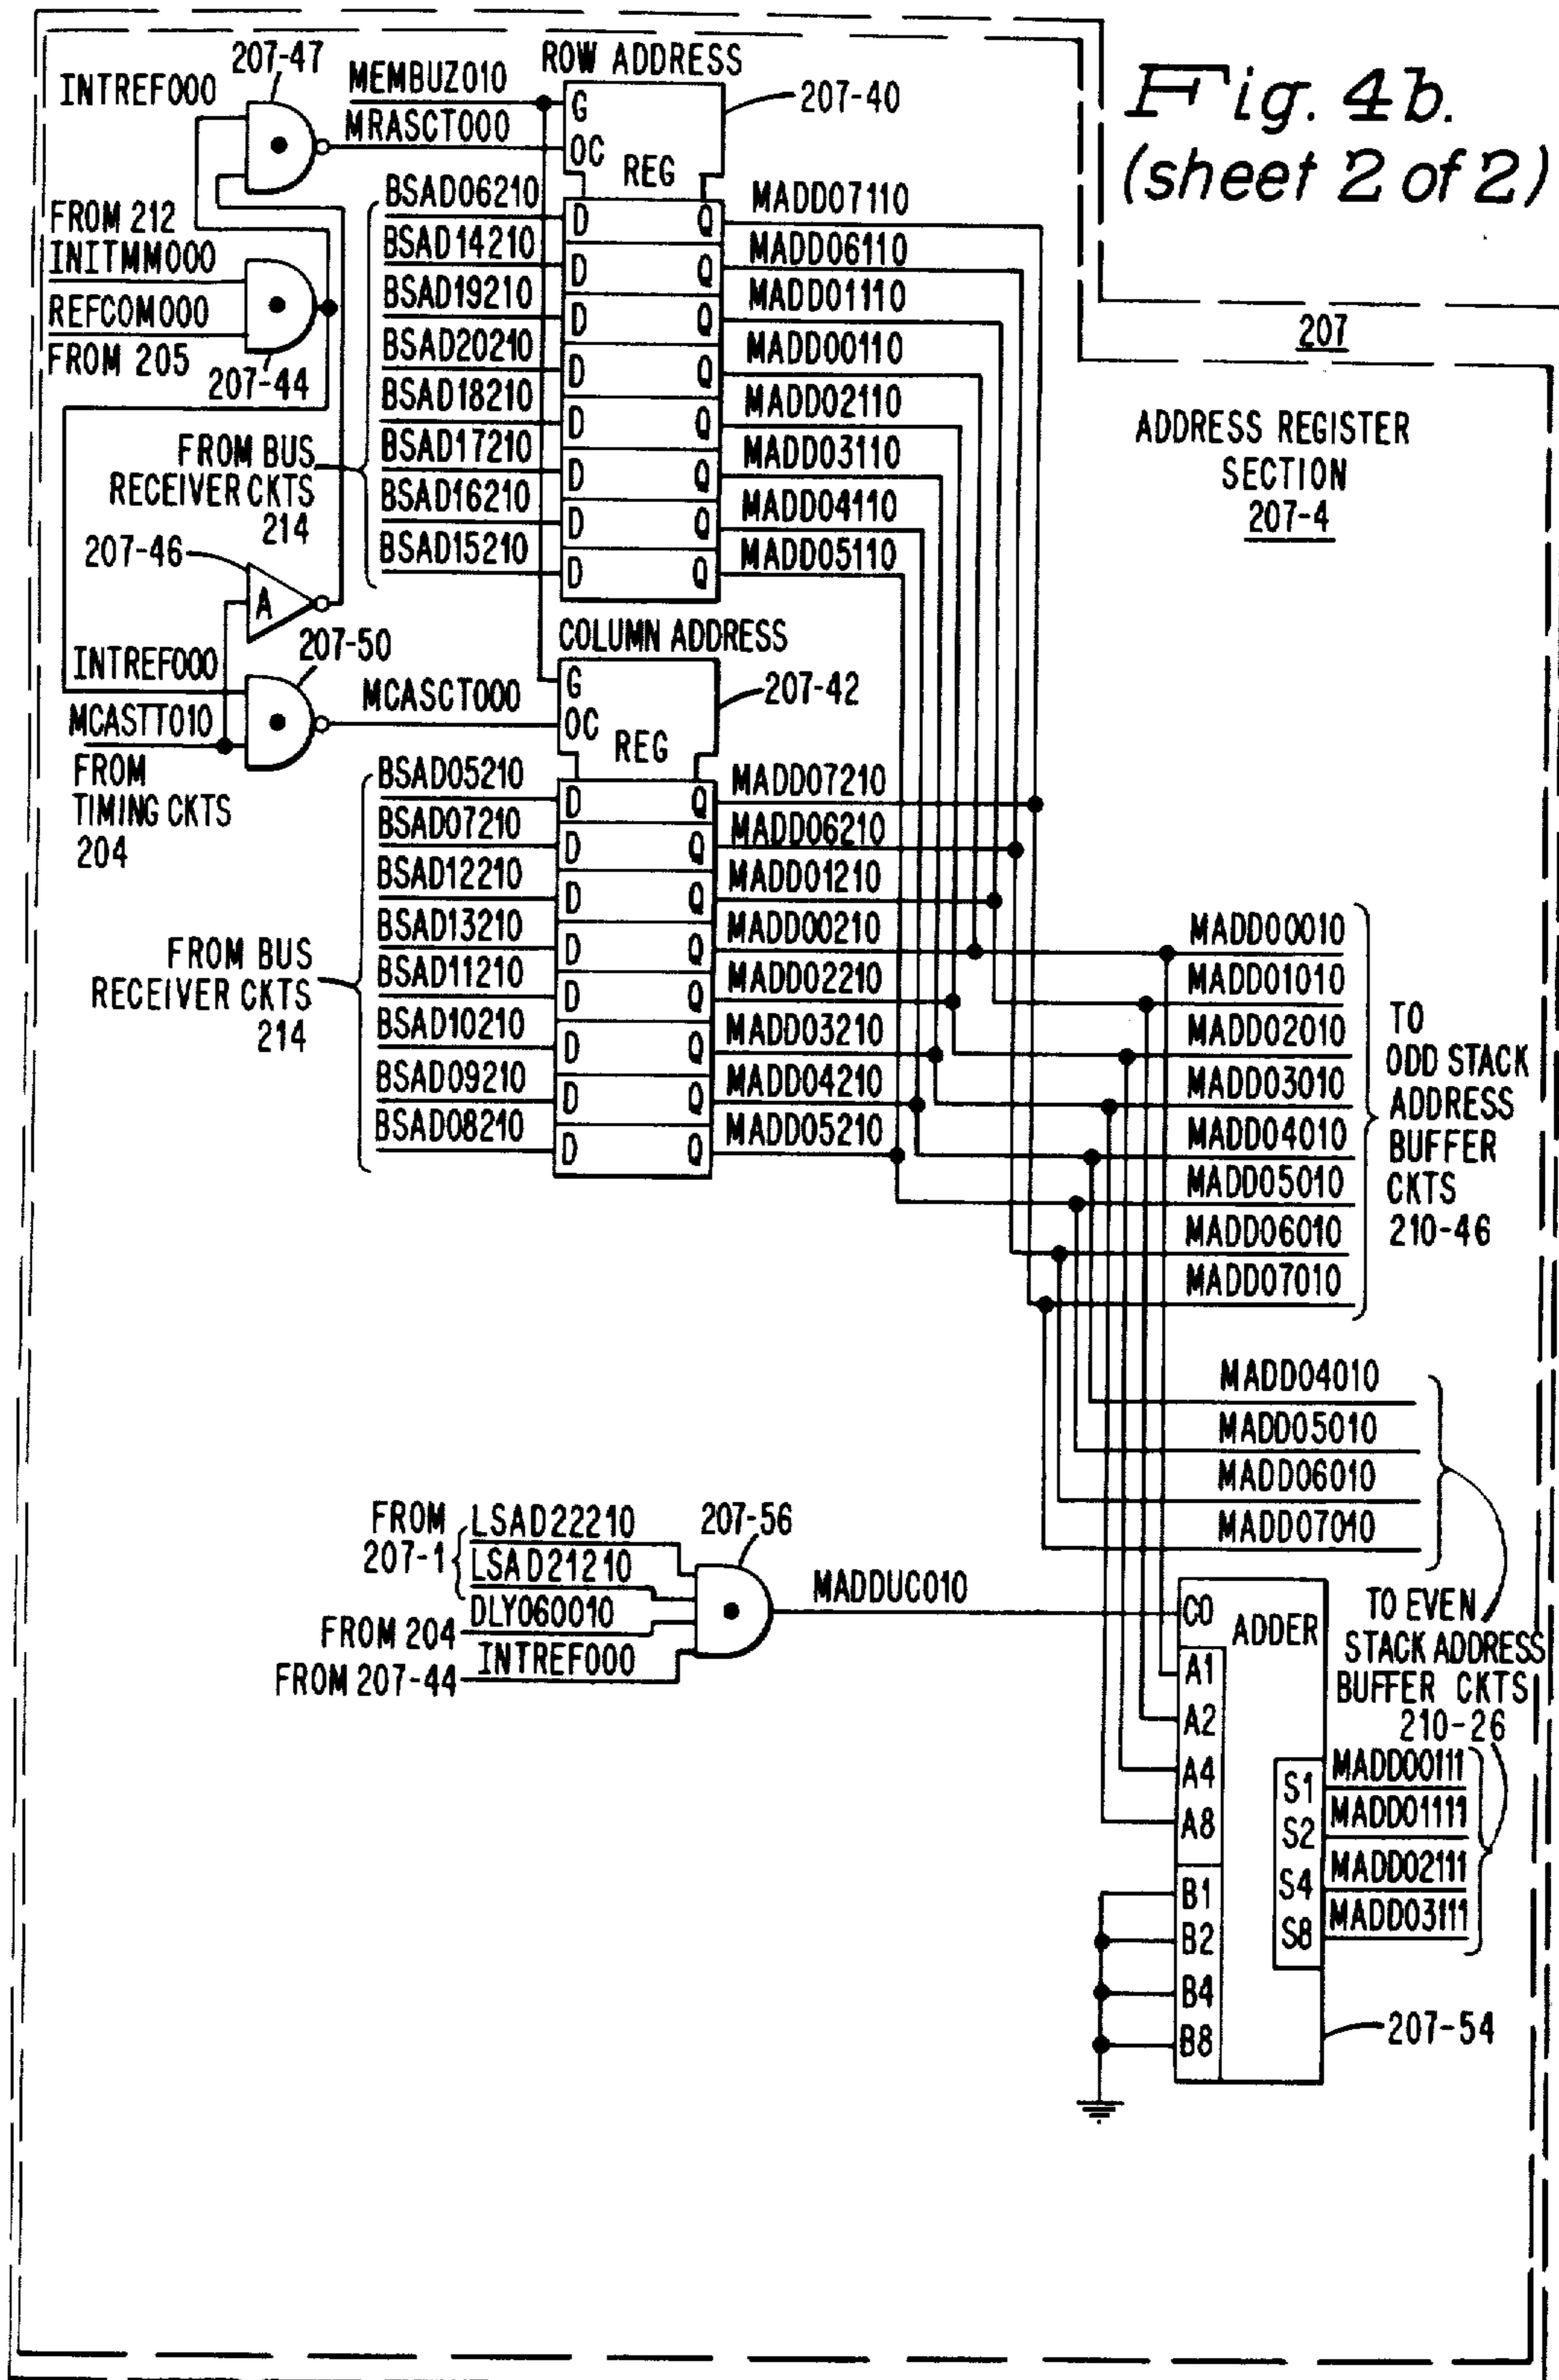 Fig. 4b.
(sheet 2 of 2)
207
ADDRESS REGISTER
SECTION
207-4
INTREF000
207-47
MEMBUZ010
MRASCT000
ROW ADDRESS
207-40
G
OC
REG
FROM 212
INITMM000
REFCOM000
FROM 205
207-44
FROM BUS
RECEIVER CKTS
214
BSAD06210 D Q MADD07110
BSAD14210 D Q MADD06110
BSAD19210 D Q MADD01110
BSAD20210 D Q MADD00110
BSAD18210 D Q MADD02110
BSAD17210 D Q MADD03110
BSAD16210 D Q MADD04110
BSAD15210 D Q MADD05110
207-46
A
INTREF000
207-50
MCASTT010
FROM
TIMING CKTS
204
MCASCT000
COLUMN ADDRESS
207-42
G
OC
REG
FROM BUS
RECEIVER CKTS
214
BSAD05210 D Q MADD07210
BSAD07210 D Q MADD06210
BSAD12210 D Q MADD01210
BSAD13210 D Q MADD00210
BSAD11210 D Q MADD02210
BSAD10210 D Q MADD03210
BSAD09210 D Q MADD04210
BSAD08210 D Q MADD05210
MADD00010
MADD01010
MADD02010
MADD03010
MADD04010
MADD05010
MADD06010
MADD07010
TO
ODD STACK
ADDRESS
BUFFER
CKTS
210-46
MADD04010
MADD05010
MADD06010
MADD07010
TO EVEN
STACK ADDRESS
BUFFER CKTS
210-26
FROM
207-1
LSAD22210
LSAD21210
DLY060010
FROM 204
INTREF000
FROM 207-44
207-56
MADDUC010
C0
ADDER
A1
A2
A4
A8
B1
B2
B4
B8
S1 MADD00111
S2 MADD01111
S4 MADD02111
S8 MADD03111
207-54